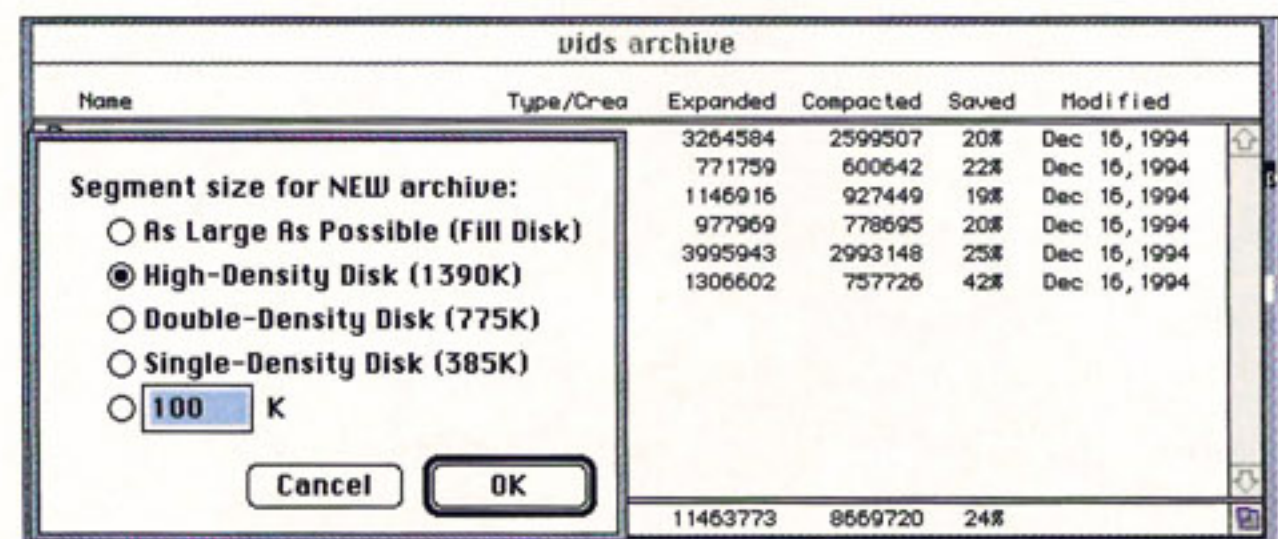 vids archive
Name Type/Crea Expanded Compacted Saved Modified
3264584 2599507 20% Dec 16, 1994
771759 600642 22% Dec 16, 1994
1146916 927449 19% Dec 16, 1994
977969 778695 20% Dec 16, 1994
3995943 2993148 25% Dec 16, 1994
1306602 757726 42% Dec 16, 1994
11463773 8669720 24%
Segment size for NEW archive:
As Large As Possible (Fill Disk)
High-Density Disk (1390K)
Double-Density Disk (775K)
Single-Density Disk (385K)
100 K
Cancel OK